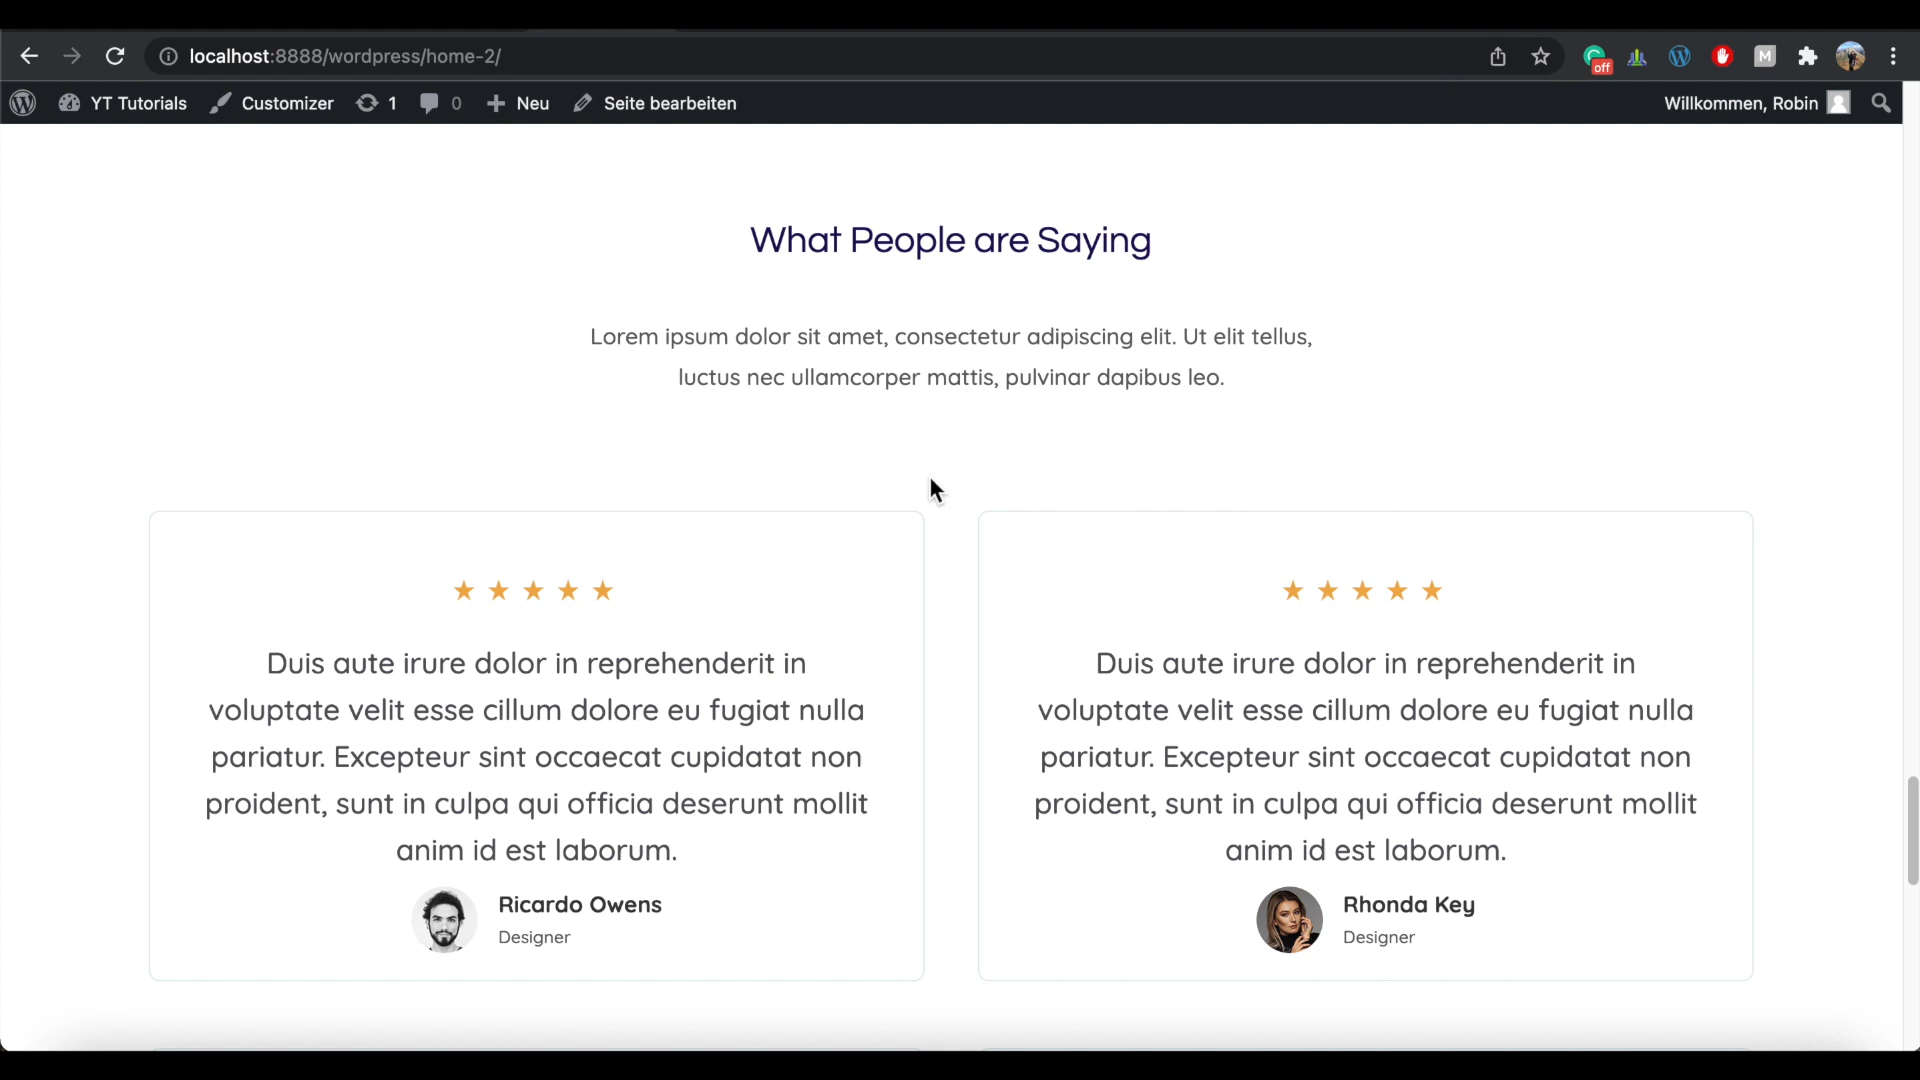 localhost:8888/wordpress/home-2/
off
M
YT Tutorials Customizer 1 0 Neu Seite bearbeiten Willkommen, Robin
What People are Saying
Lorem ipsum dolor sit amet, consectetur adipiscing elit. Ut elit tellus,
luctus nec ullamcorper mattis, pulvinar dapibus leo.
Duis aute irure dolor in reprehenderit in
voluptate velit esse cillum dolore eu fugiat nulla
pariatur. Excepteur sint occaecat cupidatat non
proident, sunt in culpa qui officia deserunt mollit
anim id est laborum.
Ricardo Owens
Designer
Duis aute irure dolor in reprehenderit in
voluptate velit esse cillum dolore eu fugiat nulla
pariatur. Excepteur sint occaecat cupidatat non
proident, sunt in culpa qui officia deserunt mollit
anim id est laborum.
Rhonda Key
Designer